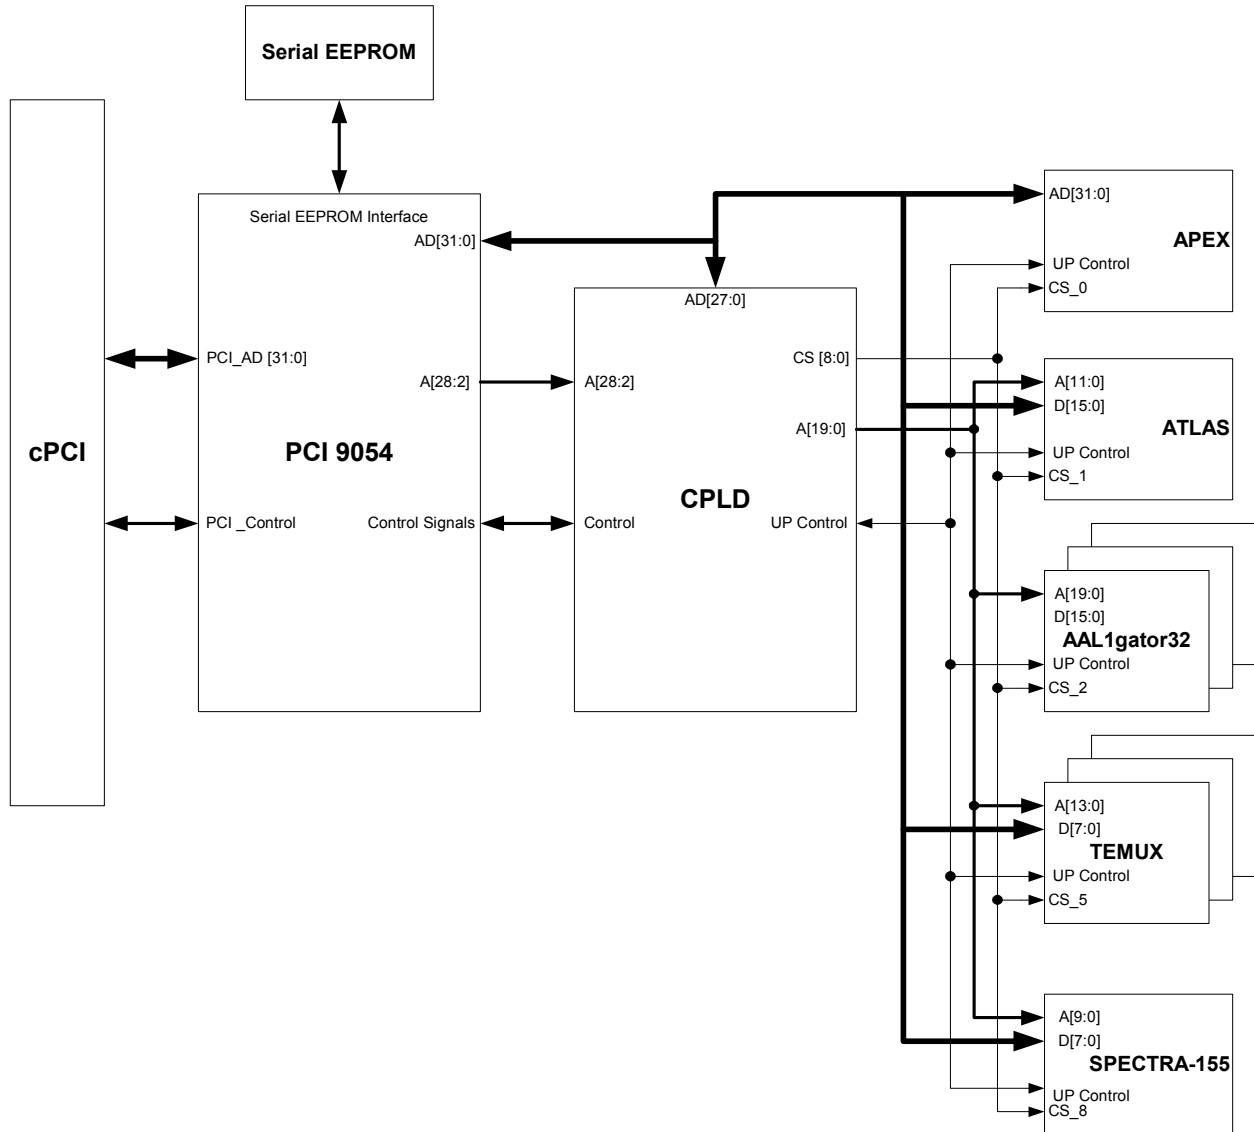 Serial EEPROM
cPCI
Serial EEPROM Interface
AD[31:0]
PCI_AD [31:0]
A[28:2]
PCI 9054
PCI _Control
Control Signals
AD[27:0]
CS [8:0]
A[28:2]
A[19:0]
CPLD
Control
UP Control
AD[31:0]
APEX
UP Control
CS_0
A[11:0]
D[15:0]
ATLAS
UP Control
CS_1
A[19:0]
D[15:0]
AAL1gator32
UP Control
CS_2
A[13:0]
D[7:0]
TEMUX
UP Control
CS_5
A[9:0]
D[7:0]
SPECTRA-155
UP Control
CS_8